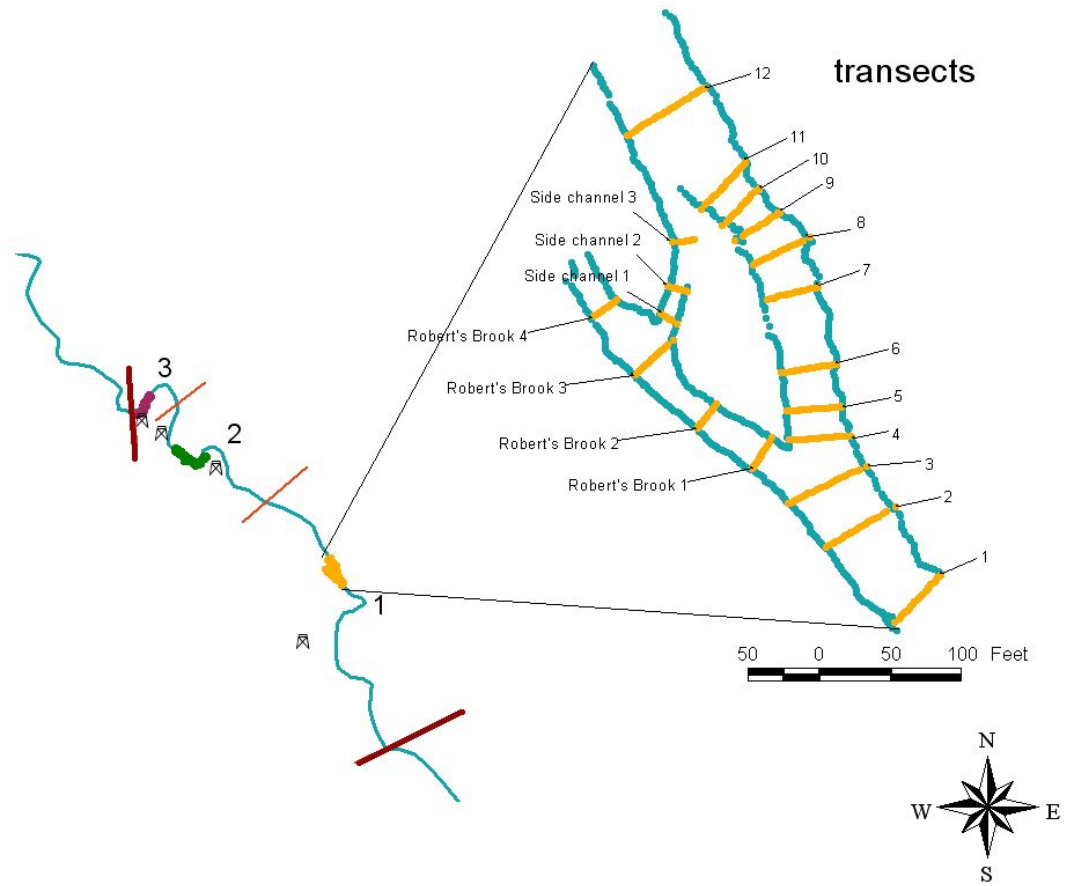 transects
12
11
10
9
8
7
6
5
4
3
2
1
Side channel 3
Side channel 2
Side channel 1
Robert's Brook 4
Robert's Brook 3
Robert's Brook 2
Robert's Brook 1
3
2
1
50 0 50 100 Feet
N
W E
S